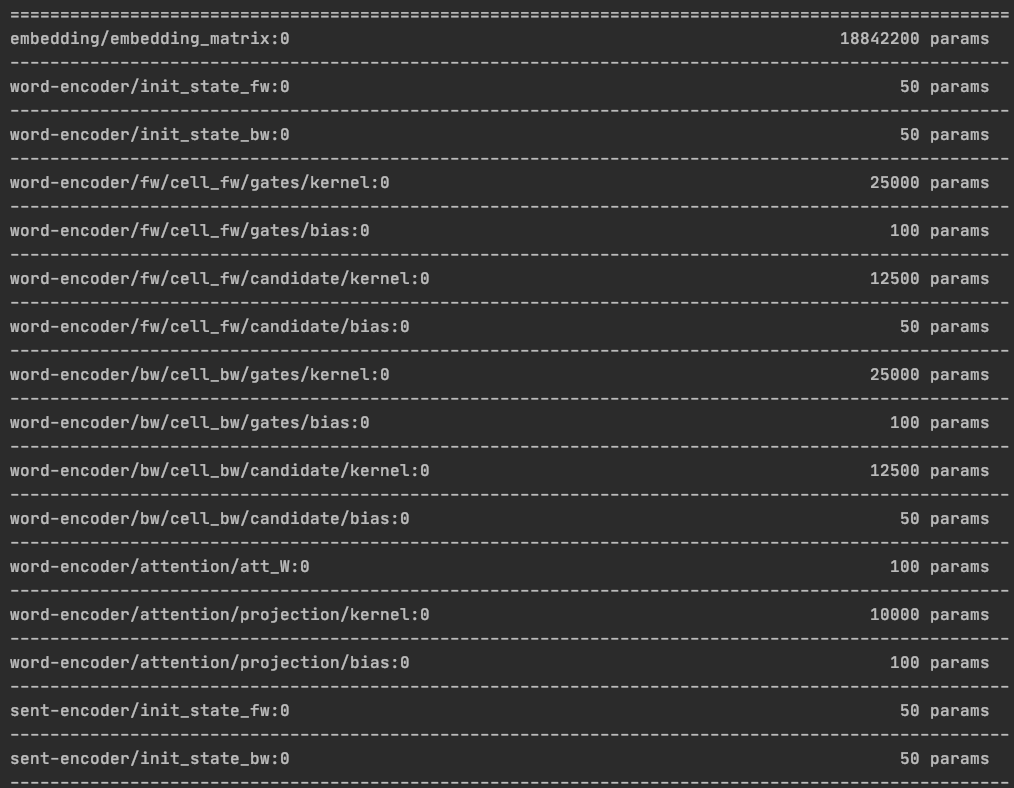 ====================================================================================================
embedding/embedding_matrix:0                                                       18842200 params
----------------------------------------------------------------------------------------------------
word-encoder/init_state_fw:0                                                             50 params
----------------------------------------------------------------------------------------------------
word-encoder/init_state_bw:0                                                             50 params
----------------------------------------------------------------------------------------------------
word-encoder/fw/cell_fw/gates/kernel:0                                                25000 params
----------------------------------------------------------------------------------------------------
word-encoder/fw/cell_fw/gates/bias:0                                                    100 params
----------------------------------------------------------------------------------------------------
word-encoder/fw/cell_fw/candidate/kernel:0                                            12500 params
----------------------------------------------------------------------------------------------------
word-encoder/fw/cell_fw/candidate/bias:0                                                 50 params
----------------------------------------------------------------------------------------------------
word-encoder/bw/cell_bw/gates/kernel:0                                                25000 params
----------------------------------------------------------------------------------------------------
word-encoder/bw/cell_bw/gates/bias:0                                                    100 params
----------------------------------------------------------------------------------------------------
word-encoder/bw/cell_bw/candidate/kernel:0                                            12500 params
----------------------------------------------------------------------------------------------------
word-encoder/bw/cell_bw/candidate/bias:0                                                 50 params
----------------------------------------------------------------------------------------------------
word-encoder/attention/att_W:0                                                          100 params
----------------------------------------------------------------------------------------------------
word-encoder/attention/projection/kernel:0                                            10000 params
----------------------------------------------------------------------------------------------------
word-encoder/attention/projection/bias:0                                                100 params
----------------------------------------------------------------------------------------------------
sent-encoder/init_state_fw:0                                                             50 params
----------------------------------------------------------------------------------------------------
sent-encoder/init_state_bw:0                                                             50 params
----------------------------------------------------------------------------------------------------